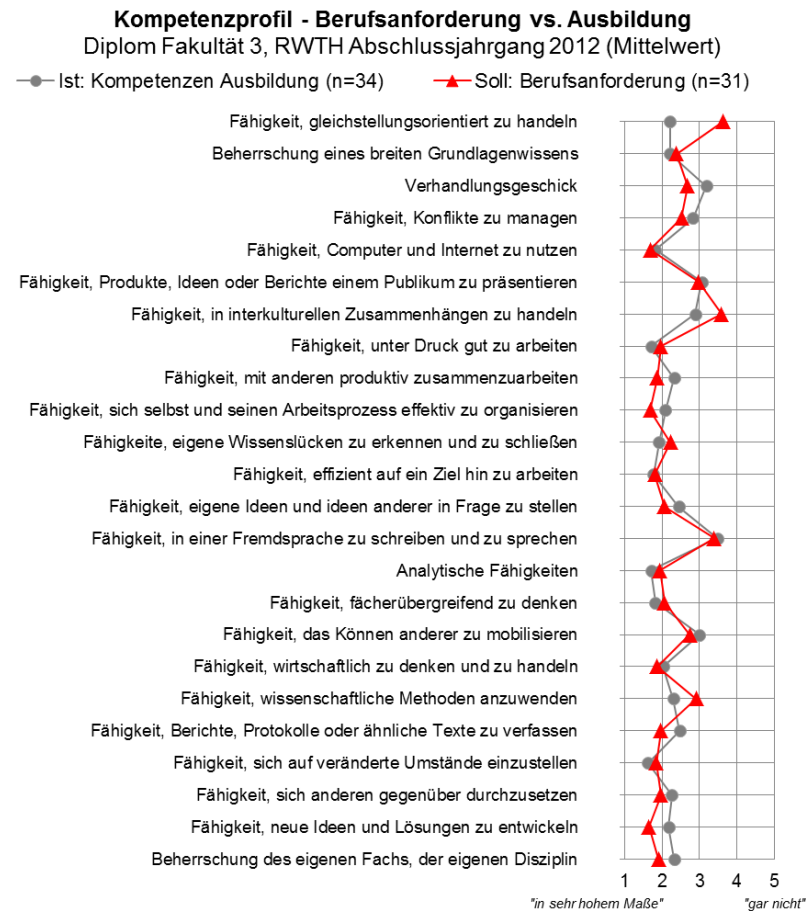 Kompetenzprofil - Berufsanforderung vs. Ausbildung
Diplom Fakultät 3, RWTH Abschlussjahrgang 2012 (Mittelwert)
Ist: Kompetenzen Ausbildung (n=34) Soll: Berufsanforderung (n=31)
Fähigkeit, gleichstellungsorientiert zu handeln
Beherrschung eines breiten Grundlagenwissens
Verhandlungsgeschick
Fähigkeit, Konflikte zu managen
Fähigkeit, Computer und Internet zu nutzen
Fähigkeit, Produkte, Ideen oder Berichte einem Publikum zu präsentieren
Fähigkeit, in interkulturellen Zusammenhängen zu handeln
Fähigkeit, unter Druck gut zu arbeiten
Fähigkeit, mit anderen produktiv zusammenzuarbeiten
Fähigkeit, sich selbst und seinen Arbeitsprozess effektiv zu organisieren
Fähigkeite, eigene Wissenslücken zu erkennen und zu schließen
Fähigkeit, effizient auf ein Ziel hin zu arbeiten
Fähigkeit, eigene Ideen und ideen anderer in Frage zu stellen
Fähigkeit, in einer Fremdsprache zu schreiben und zu sprechen
Analytische Fähigkeiten
Fähigkeit, fächerübergreifend zu denken
Fähigkeit, das Können anderer zu mobilisieren
Fähigkeit, wirtschaftlich zu denken und zu handeln
Fähigkeit, wissenschaftliche Methoden anzuwenden
Fähigkeit, Berichte, Protokolle oder ähnliche Texte zu verfassen
Fähigkeit, sich auf veränderte Umstände einzustellen
Fähigkeit, sich anderen gegenüber durchzusetzen
Fähigkeit, neue Ideen und Lösungen zu entwickeln
Beherrschung des eigenen Fachs, der eigenen Disziplin
1 2 3 4 5
"in sehr hohem Maße" "gar nicht"